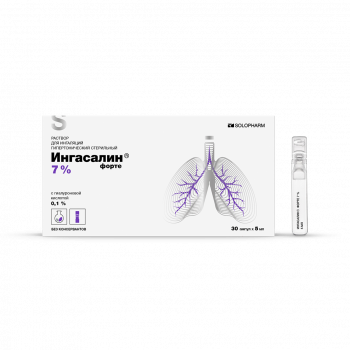 S
SOLOPHARM
РАСТВОР
ДЛЯ ИНГАЛЯЦИЙ
ГИПЕРТОНИЧЕСКИЙ СТЕРИЛЬНЫЙ
Ингасалин®
форте
7%
с гиалуроновой
кислотой
0,1 %
БЕЗ КОНСЕРВАНТОВ
30 ампул х 5 мл